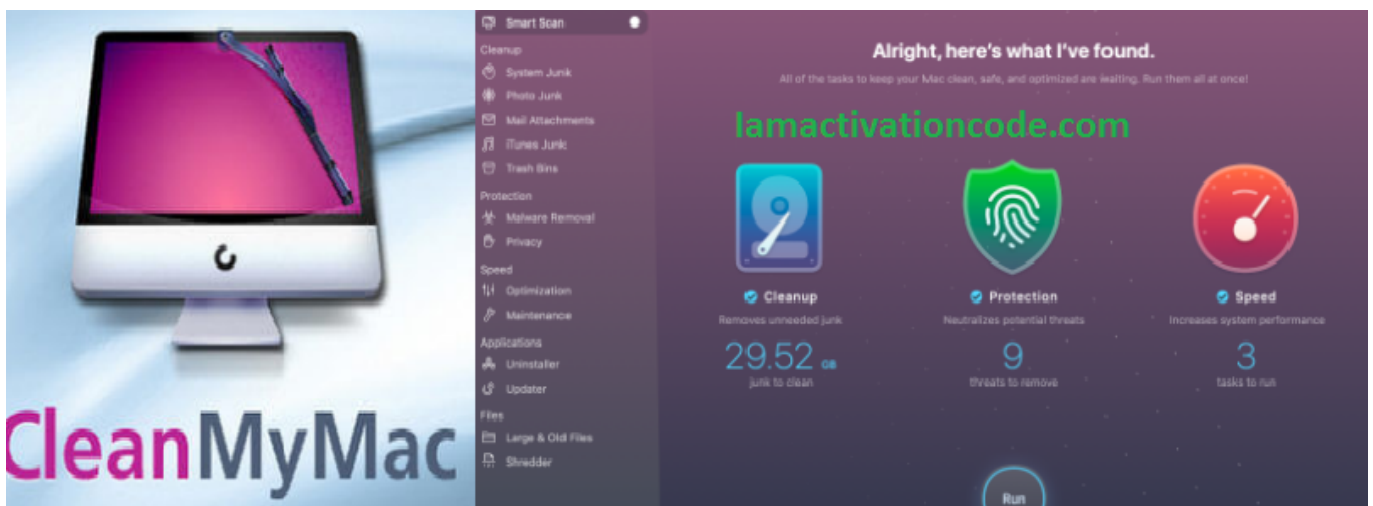 CleanMyMac
Smart Scan
Cleanup
System Junk
Photo Junk
Mail Attachments
iTunes Junk
Trash Bins
Protection
Malware Removal
Privacy
Speed
Optimization
Maintenance
Applications
Uninstaller
Updater
Files
Large & Old Files
Shredder
Alright, here's what I've found.
All of the tasks to keep your Mac clean, safe, and optimized are waiting. Run them all at once!
Iamactivationcode.com
Cleanup
Removes unneeded junk
29.52 GB
junk to clean
Protection
Neutralizes potential threats
9
threats to remove
Speed
Increases system performance
3
tasks to run
Run